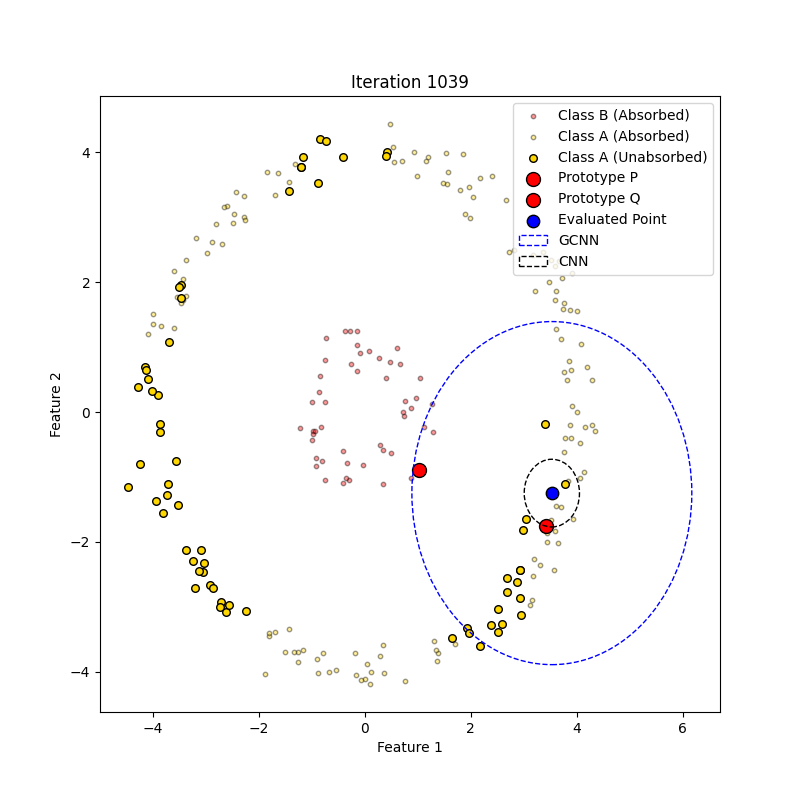 Iteration 1039
Class B (Absorbed)
Class A (Absorbed)
Class A (Unabsorbed)
Prototype P
Prototype Q
Evaluated Point
GCNN
CNN
4
2
0
−2
−4
Feature 2
−4
−2
0
2
4
6
Feature 1